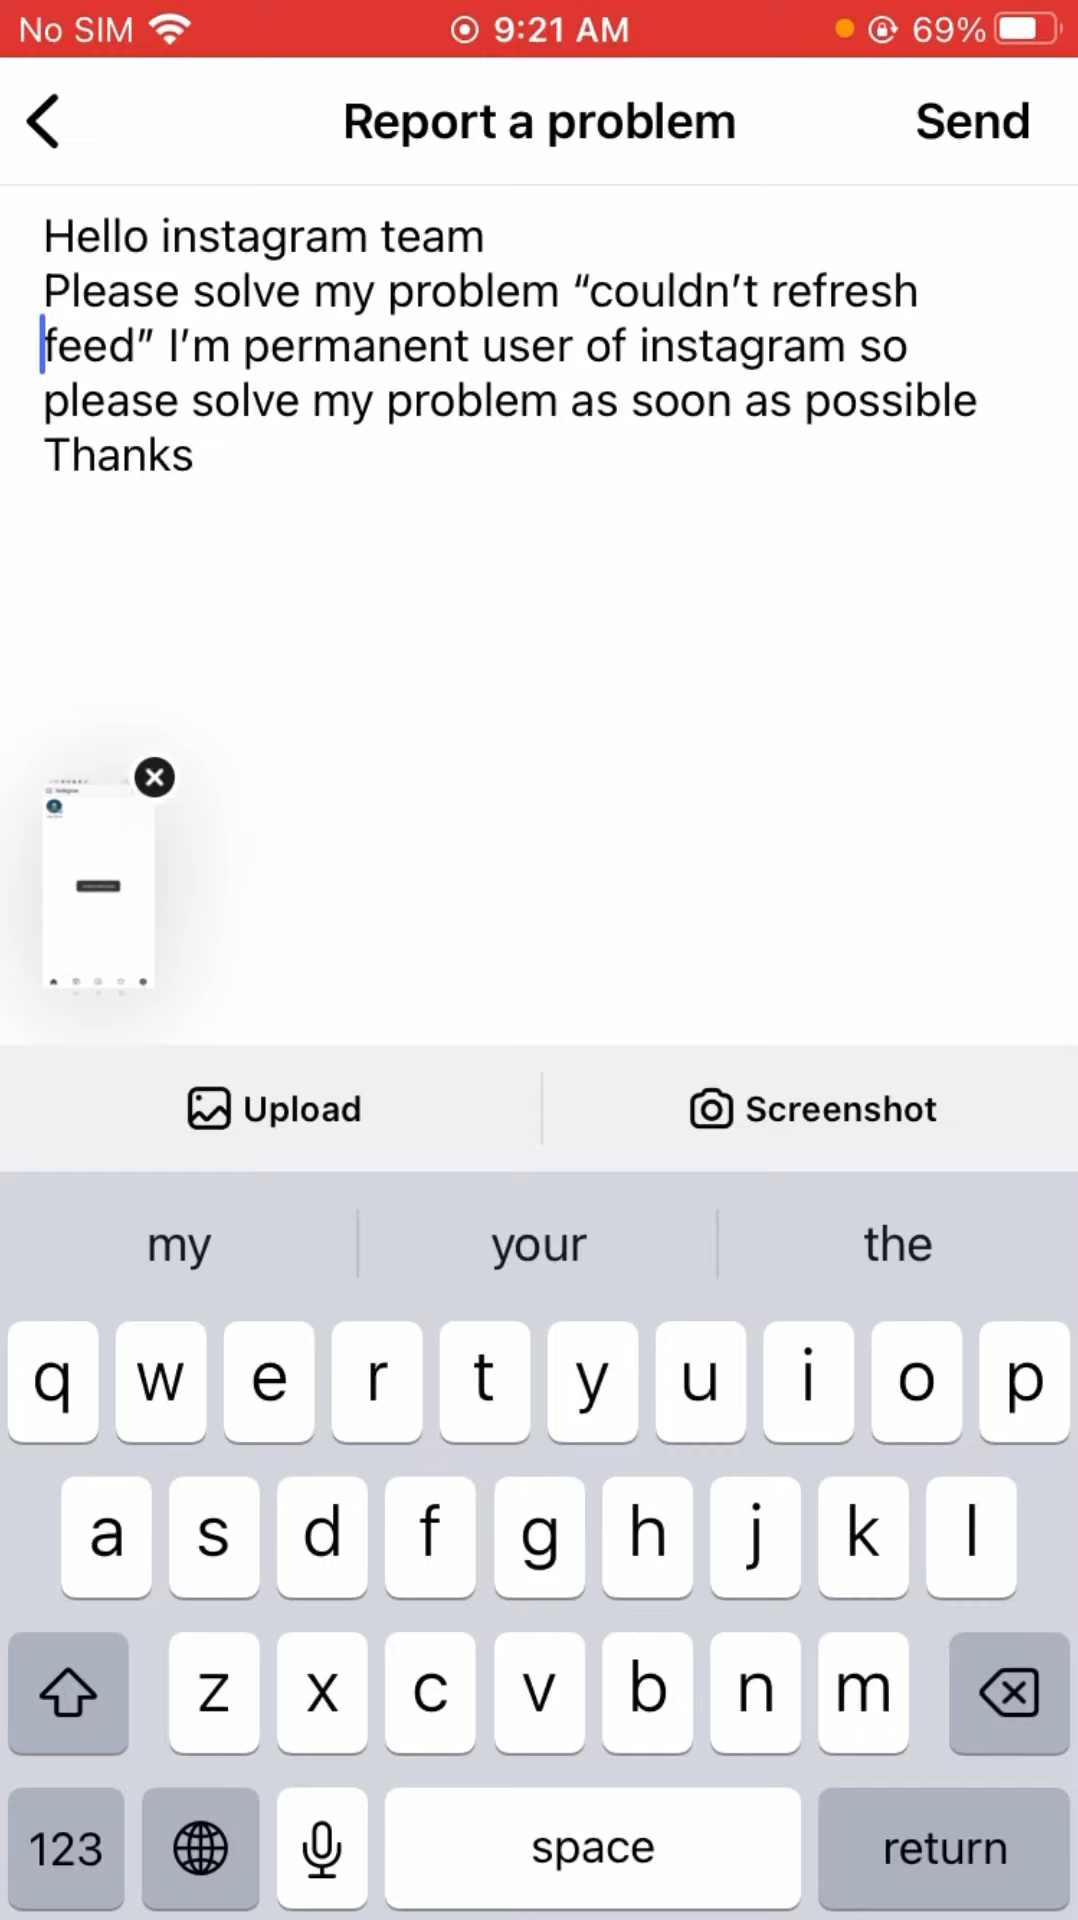 No SIM 9:21 AM 69%
Report a problem Send
Hello instagram team
Please solve my problem “couldn’t refresh
feed” I’m permanent user of instagram so
please solve my problem as soon as possible
Thanks
Upload Screenshot
my your the
q w e r t y u i o p
a s d f g h j k l
z x c v b n m
123 space return